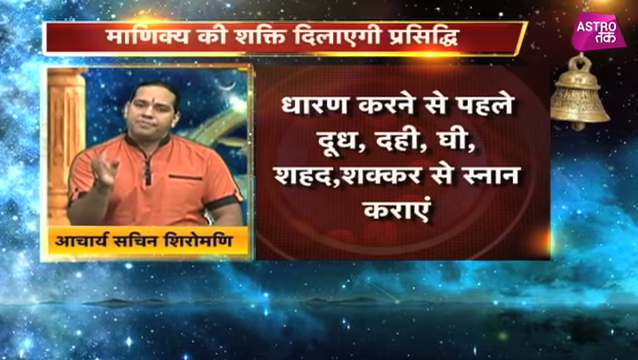 माणिक्य की शक्ति दिलाएगी प्रसिद्धि
ASTRO
तक
धारण करने से पहले
दूध, दही, घी,
शहद,शक्कर से स्नान
कराएं
आचार्य सचिन शिरोमणि